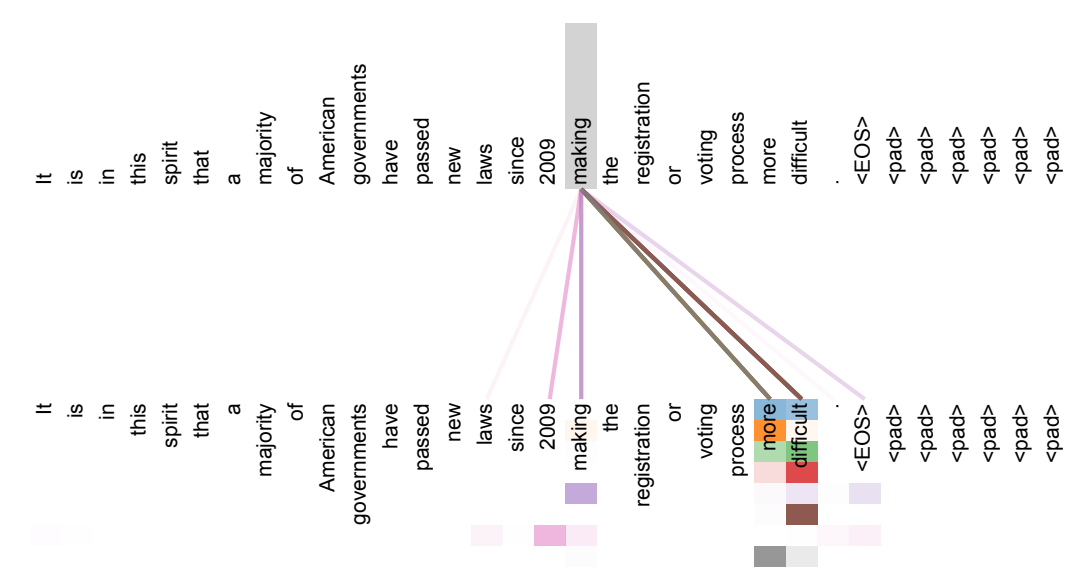 It is in this spirit that a majority of American governments have passed new laws since 2009 making the registration or voting process more difficult . <EOS> <pad> <pad> <pad> <pad> <pad> <pad>
It is in this spirit that a majority of American governments have passed new laws since 2009 making the registration or voting process more difficult . <EOS> <pad> <pad> <pad> <pad> <pad> <pad>